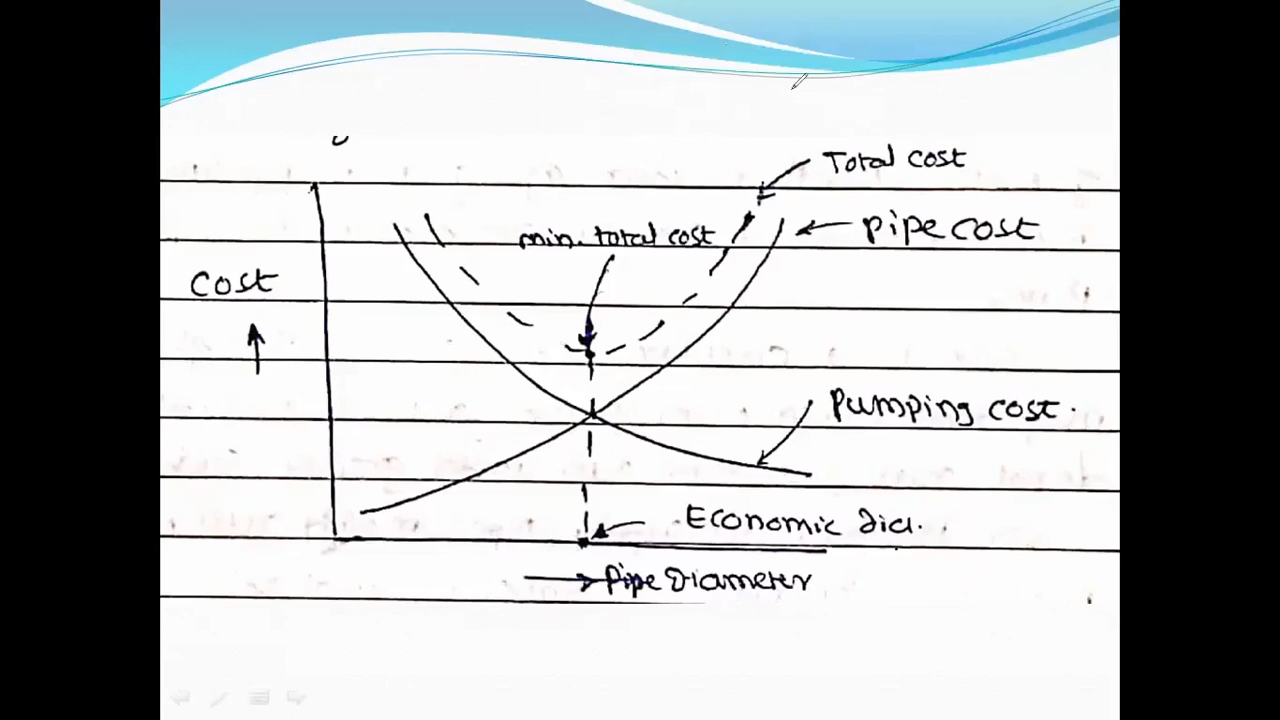 Total cost
pipe cost
min. total cost
cost
pumping cost.
Economic dia.
Pipe Diameter